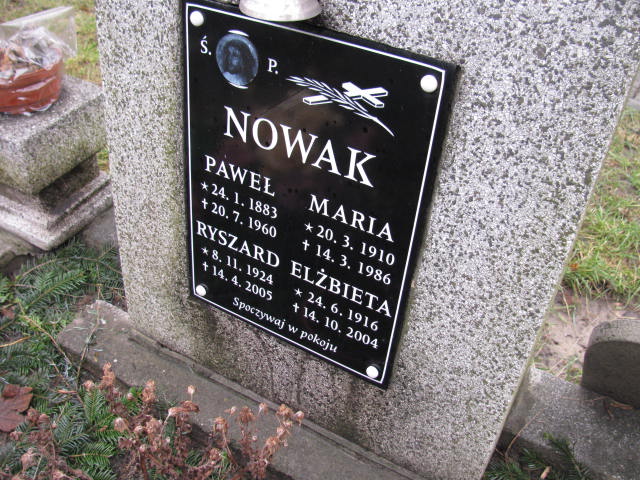 Ś. P.
NOWAK
PAWEŁ
* 24. 1. 1883
† 20. 7. 1960
MARIA
* 20. 3. 1910
† 14. 3. 1986
RYSZARD
* 8. 11. 1924
† 14. 4. 2005
ELŻBIETA
* 24. 6. 1916
† 14. 10. 2004
Spoczywaj w pokoju